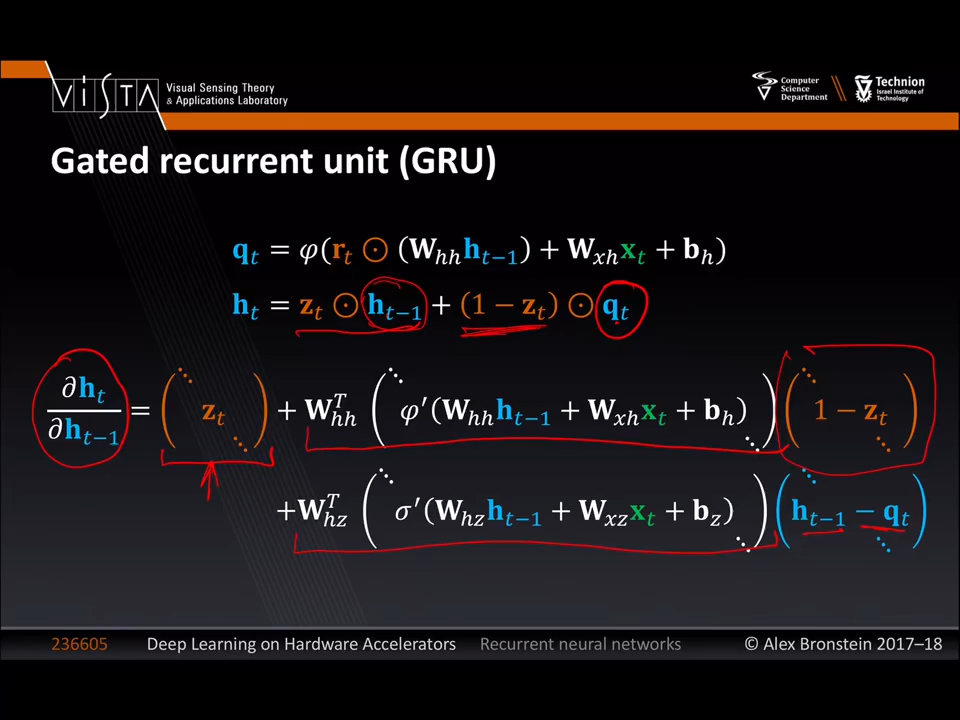 VISTA Visual Sensing Theory
& Applications Laboratory
Computer
Science
Department
Technion
Israel Institute of
Technology
Gated recurrent unit (GRU)
q_t = φ(r_t ⊙ (W_hh h_{t−1}) + W_xh x_t + b_h)
h_t = z_t ⊙ h_{t−1} + (1 − z_t) ⊙ q_t
∂h_t/∂h_{t−1} = (⋱ z_t ⋱) + W_hh^T (⋱ φ′(W_hh h_{t−1} + W_xh x_t + b_h) ⋱) (⋱ 1 − z_t ⋱)
+W_hz^T (⋱ σ′(W_hz h_{t−1} + W_xz x_t + b_z) ⋱) (⋱ h_{t−1} − q_t ⋱)
236605 Deep Learning on Hardware Accelerators Recurrent neural networks © Alex Bronstein 2017–18